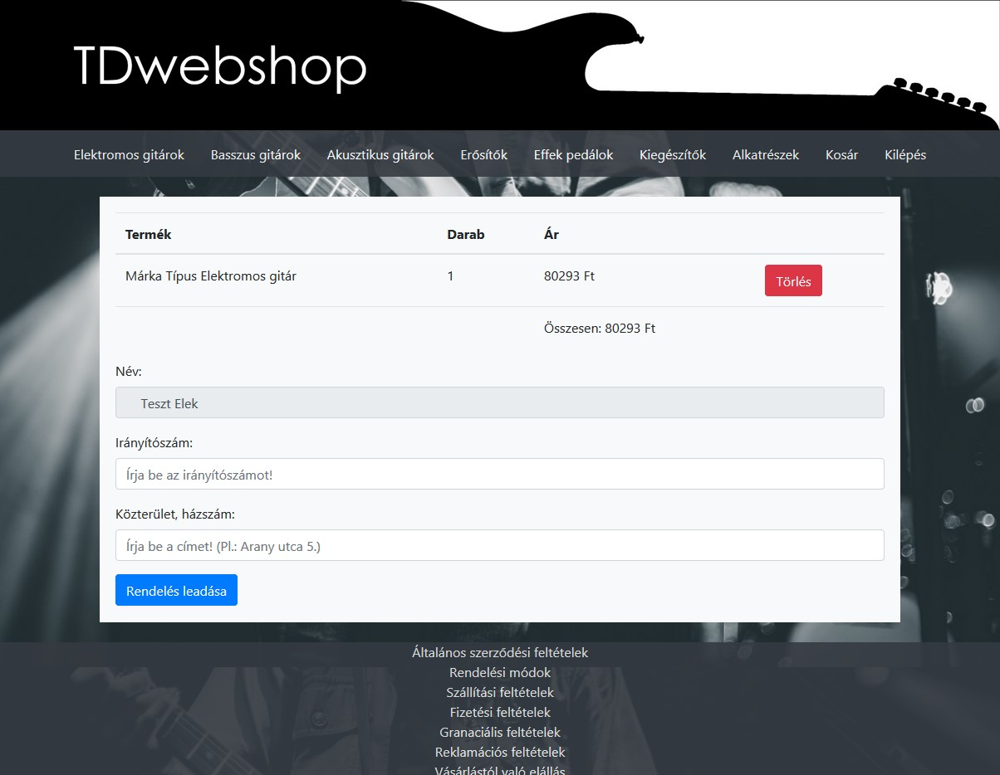 TDwebshop
Elektromos gitárok Basszus gitárok Akusztikus gitárok Erősítők Effek pedálok Kiegészítők Alkatrészek Kosár Kilépés
Termék Darab Ár
Márka Típus Elektromos gitár 1 80293 Ft Törlés
Összesen: 80293 Ft
Név:
Teszt Elek
Irányítószám:
Írja be az irányítószámot!
Közterület, házszám:
Írja be a címet! (Pl.: Arany utca 5.)
Rendelés leadása
Általános szerződési feltételek
Rendelési módok
Szállítási feltételek
Fizetési feltételek
Granaciális feltételek
Reklamációs feltételek
Vásárlástól való elállás